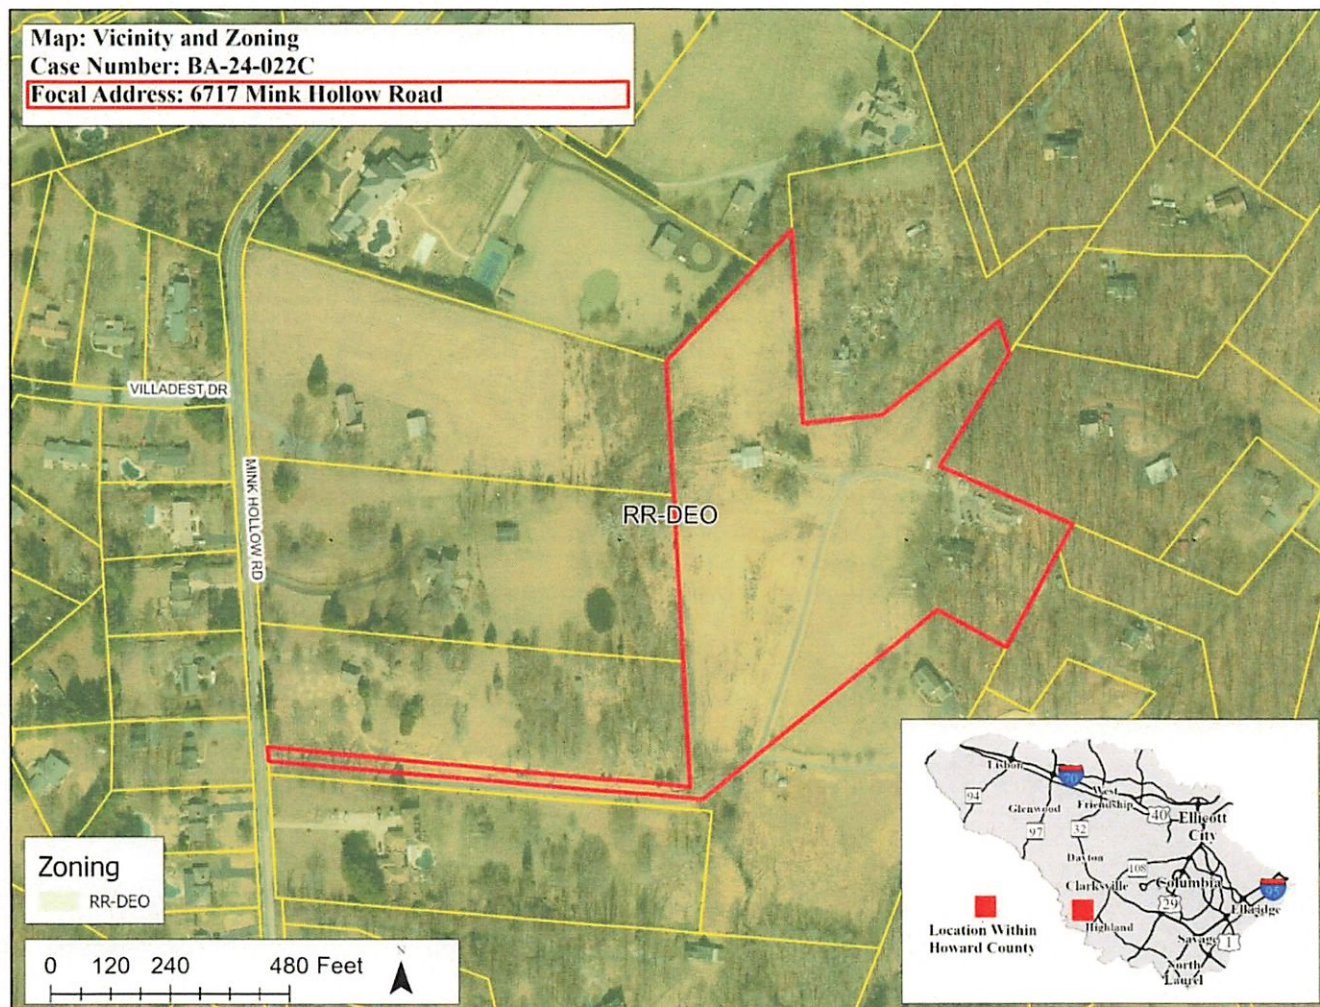 Map: Vicinity and Zoning
Case Number: BA-24-022C
Focal Address: 6717 Mink Hollow Road
VILLADEST DR
MINK HOLLOW RD
RR-DEO
Zoning
RR-DEO
0 120 240 480 Feet
N
Lisbon
70
94
Glenwood
West
Friendship
40
Ellicott
City
97
32
Dayton
108
Clarksville
Columbia
95
29
Elkridge
Highland
Savage
1
North
Laurel
Location Within
Howard County